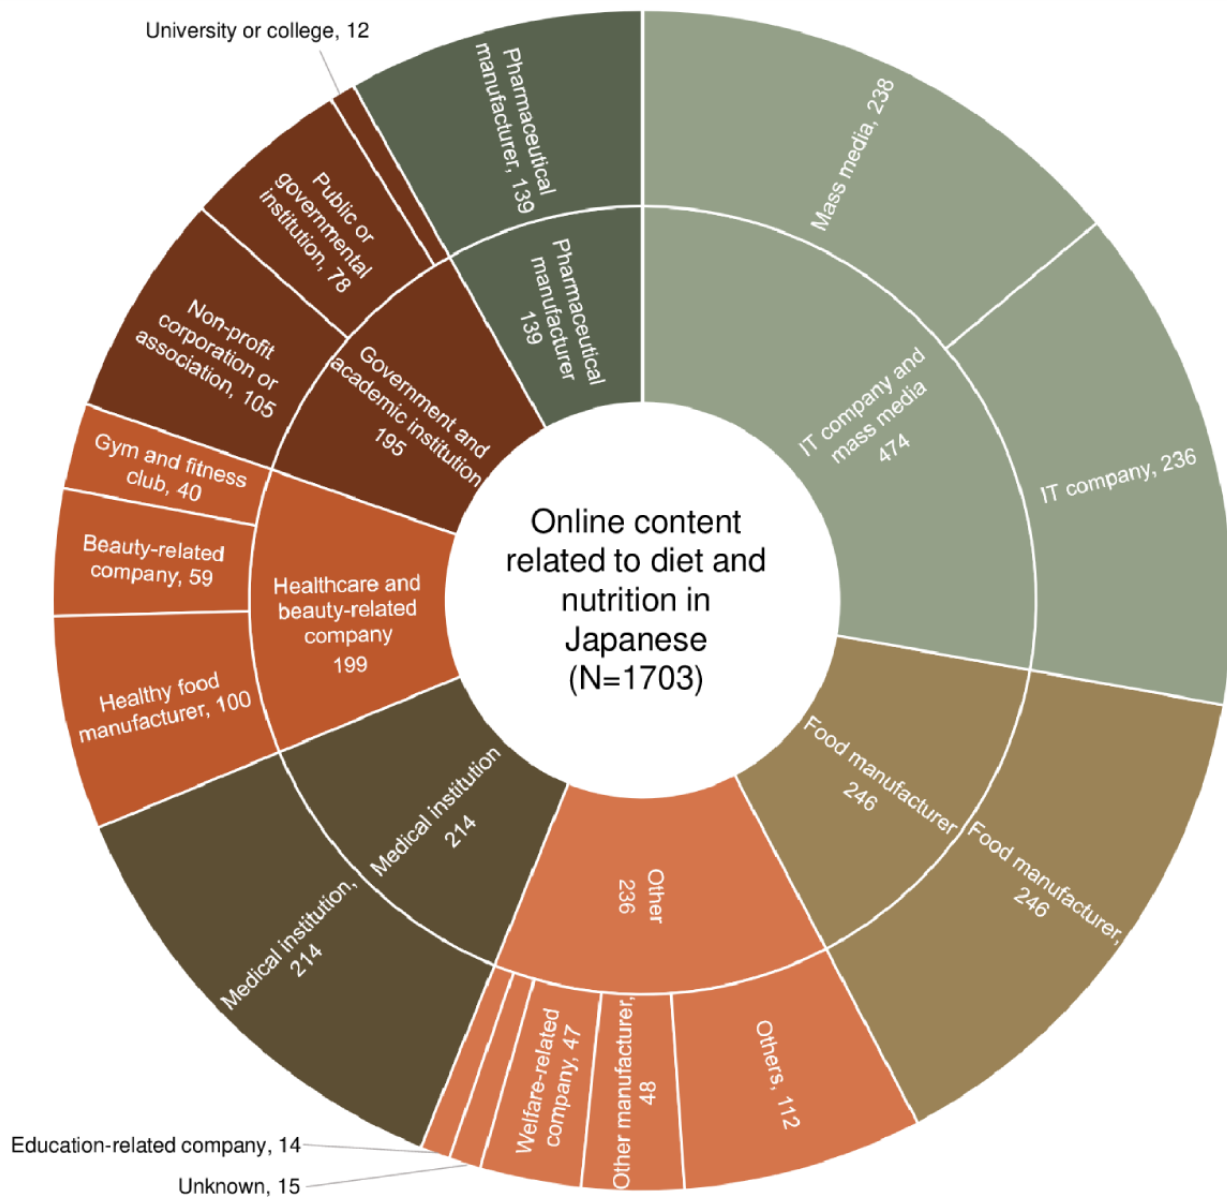 Online content
related to diet and
nutrition in
Japanese
(N=1703)
IT company and
mass media
474
Mass media, 238
IT company, 236
Food manufacturer
246
Food manufacturer,
246
Other
236
Others, 112
Other manufacturer,
48
Welfare-related
company, 47
Unknown, 15
Education-related company, 14
Medical institution
214
Medical institution,
214
Healthcare and
beauty-related
company
199
Healthy food
manufacturer, 100
Beauty-related
company, 59
Gym and fitness
club, 40
Government and
academic institution
195
Non-profit
corporation or
association, 105
Public or
governmental
institution, 78
University or college, 12
Pharmaceutical
manufacturer
139
Pharmaceutical
manufacturer, 139